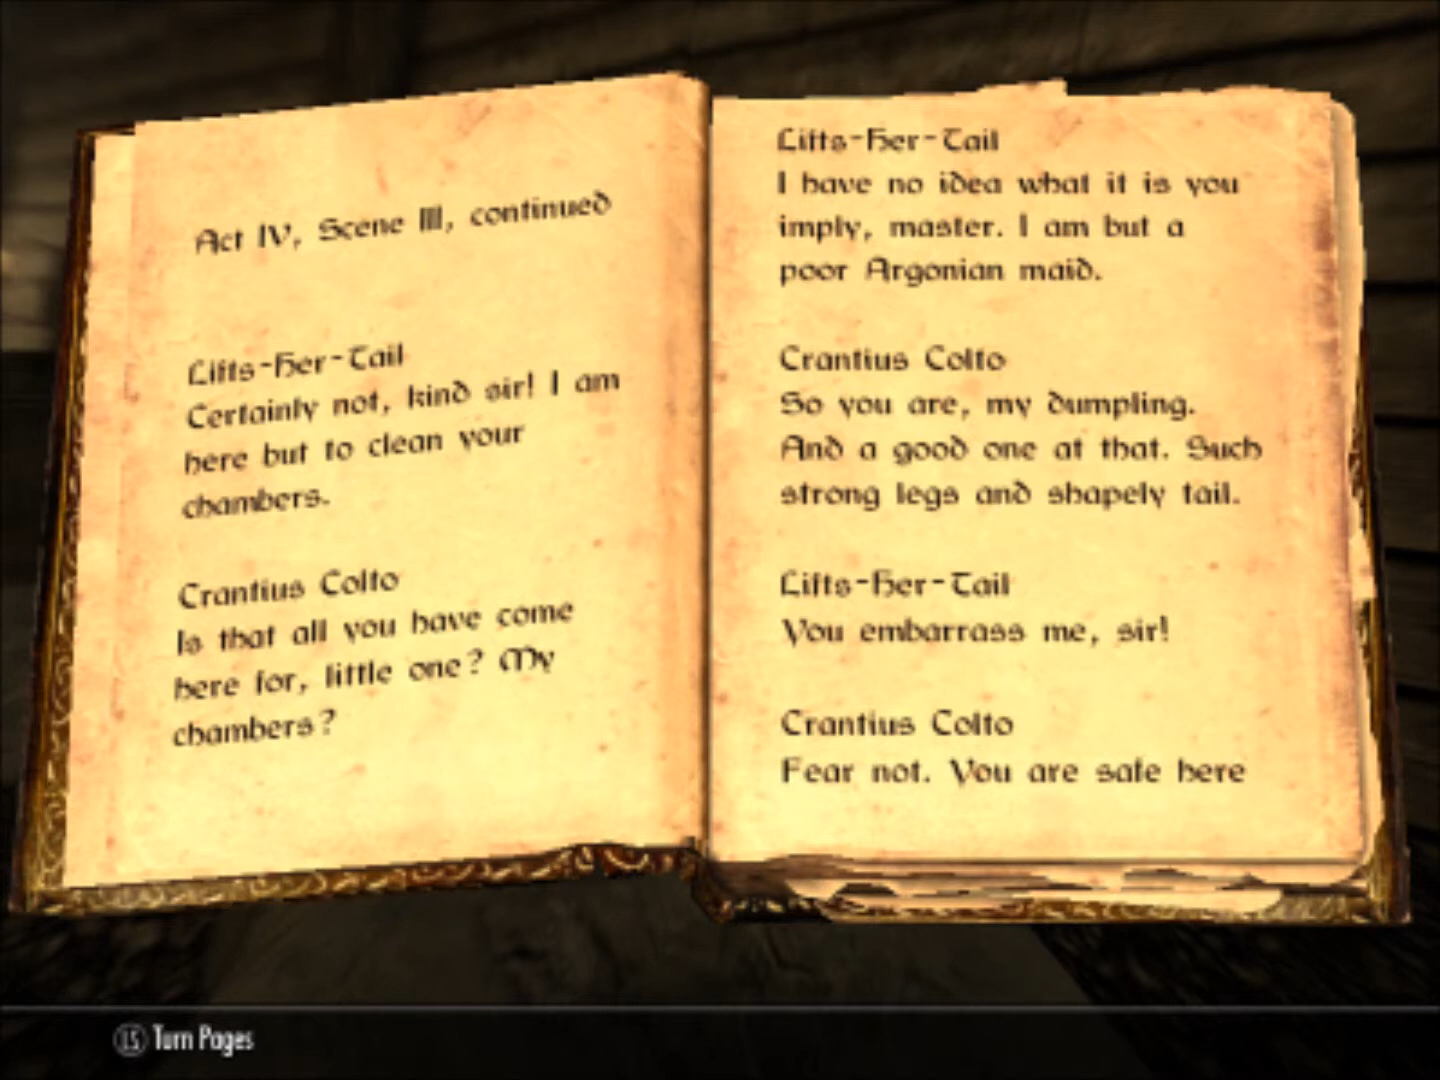 Act IV, Scene III, continued
Lifts-Her-Tail
Certainly not, kind sir! I am
here but to clean your
chambers.
Crantius Colto
Is that all you have come
here for, little one? My
chambers?
Lifts-Her-Tail
I have no idea what it is you
imply, master. I am but a
poor Argonian maid.
Crantius Colto
So you are, my dumpling.
And a good one at that. Such
strong legs and shapely tail.
Lifts-Her-Tail
You embarrass me, sir!
Crantius Colto
Fear not. You are safe here
LS Turn Pages